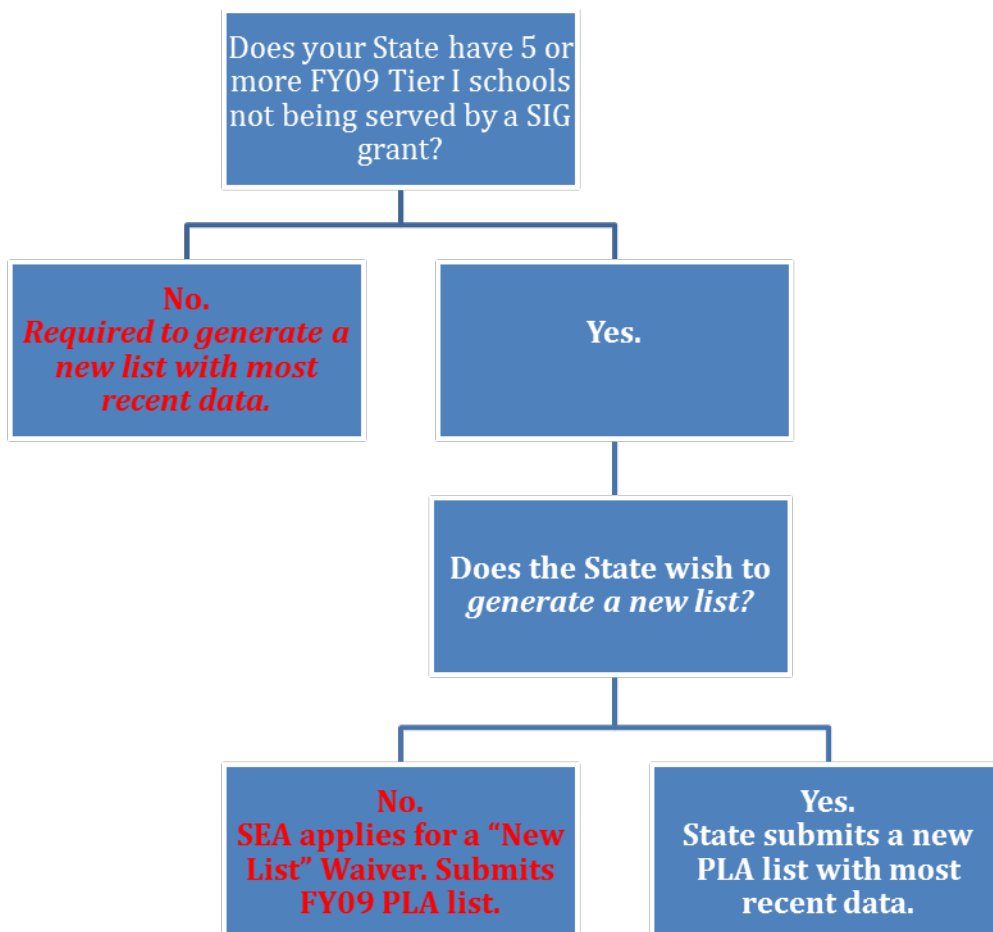 Does your State have 5 or
more FY09 Tier I schools
not being served by a SIG
grant?
No.
Required to generate a
new list with most
recent data.
Yes.
Does the State wish to
generate a new list?
No.
SEA applies for a “New
List” Waiver. Submits
FY09 PLA list.
Yes.
State submits a new
PLA list with most
recent data.